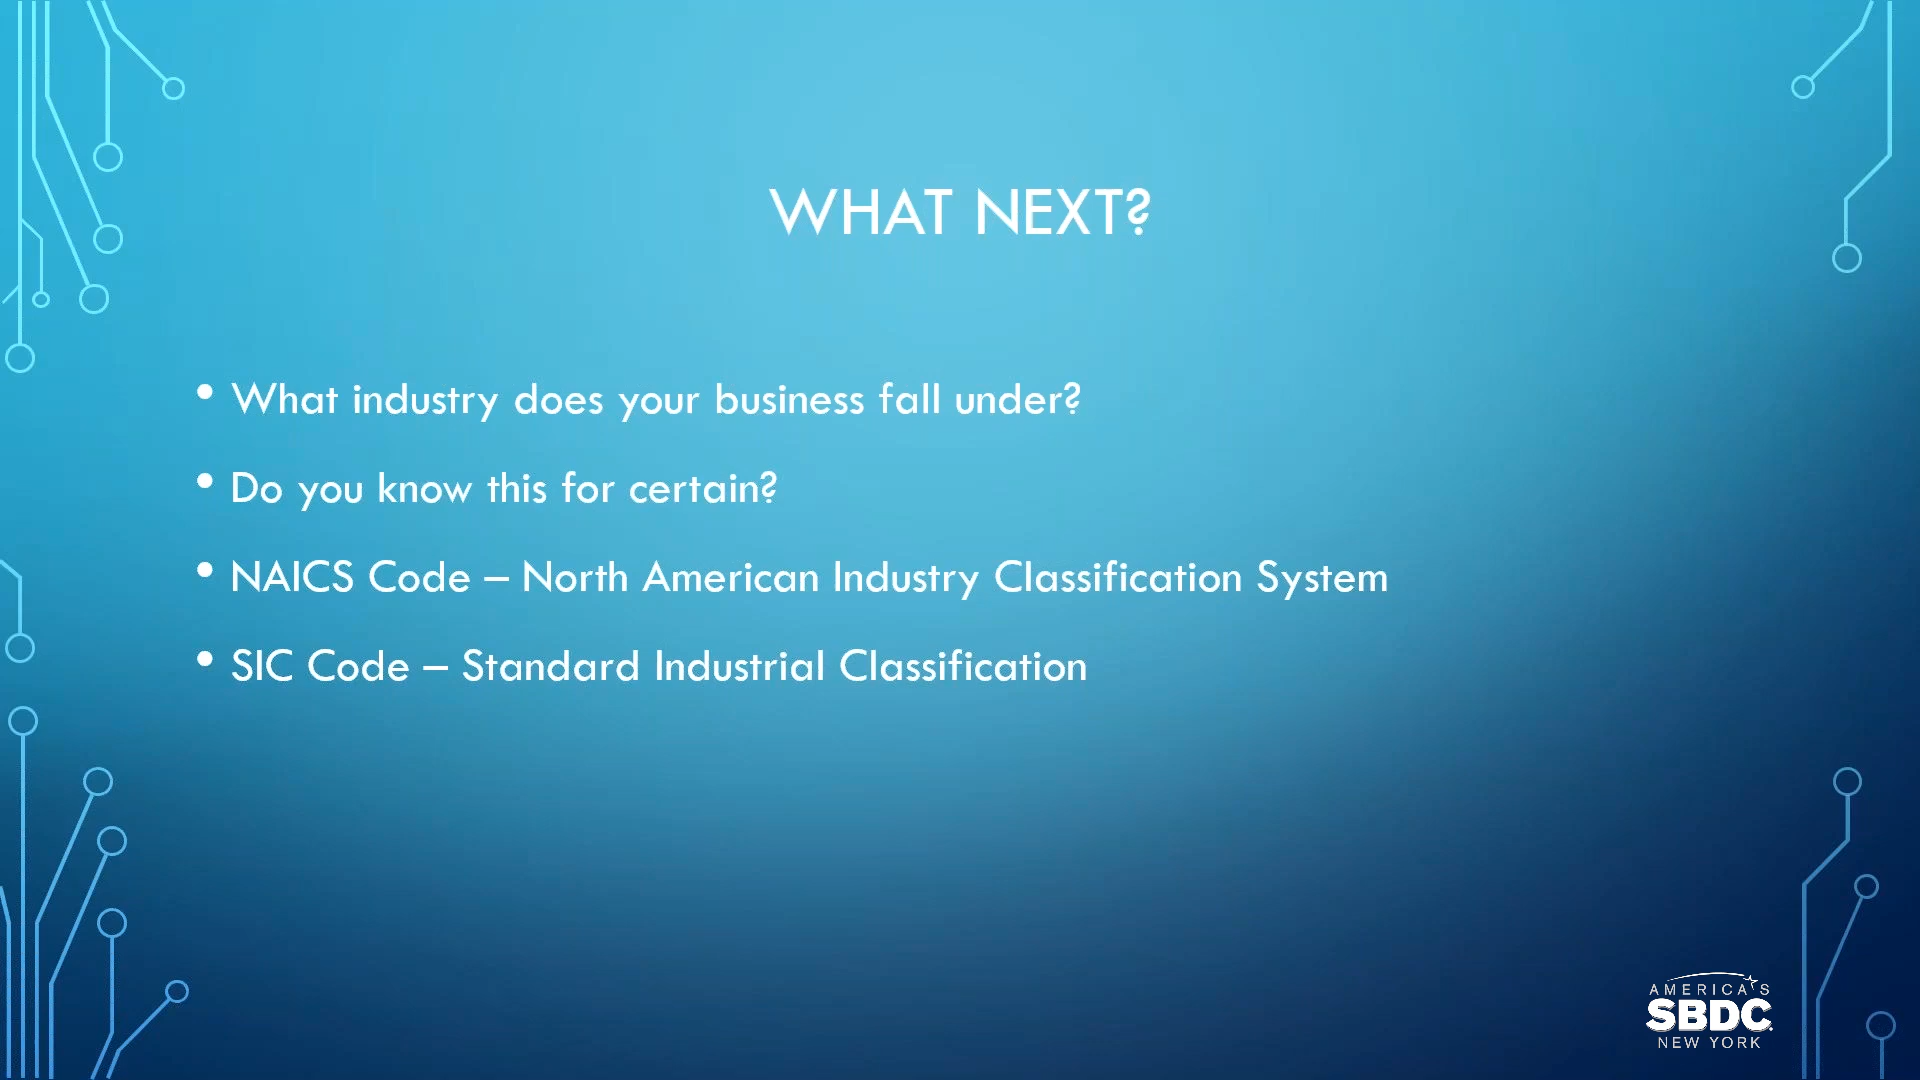 WHAT NEXT?
• What industry does your business fall under?
• Do you know this for certain?
• NAICS Code – North American Industry Classification System
• SIC Code – Standard Industrial Classification
AMERICA'S
SBDC
NEW YORK